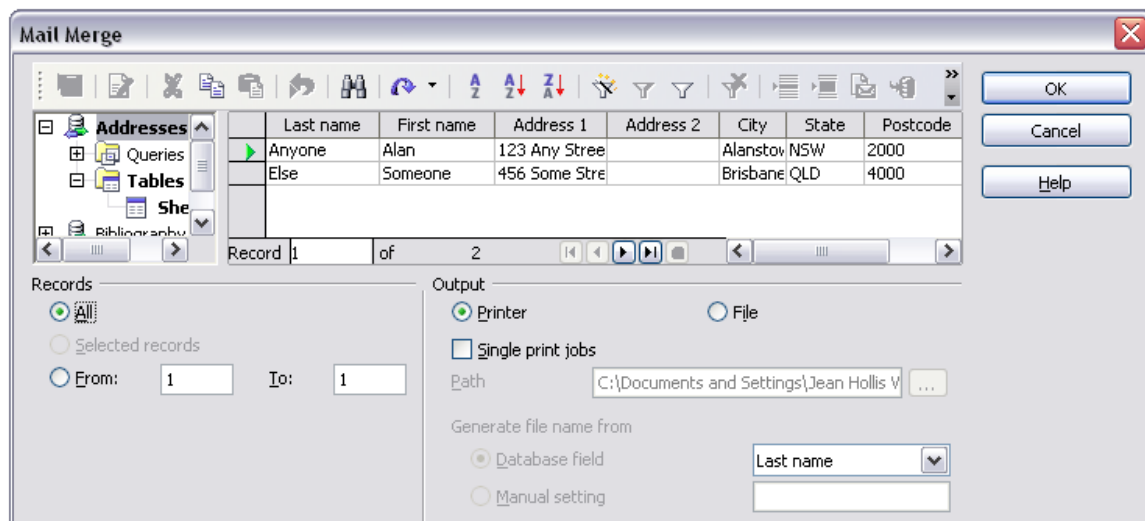 Mail Merge
Addresses
Queries
Tables
She
Bibliography
Last name First name Address 1 Address 2 City State Postcode
Anyone Alan 123 Any Stree Alanstov NSW 2000
Else Someone 456 Some Stre Brisbane QLD 4000
Record 1 of 2
OK
Cancel
Help
Records
All
Selected records
From: 1 To: 1
Output
Printer File
Single print jobs
Path C:\Documents and Settings\Jean Hollis V ...
Generate file name from
Database field Last name
Manual setting